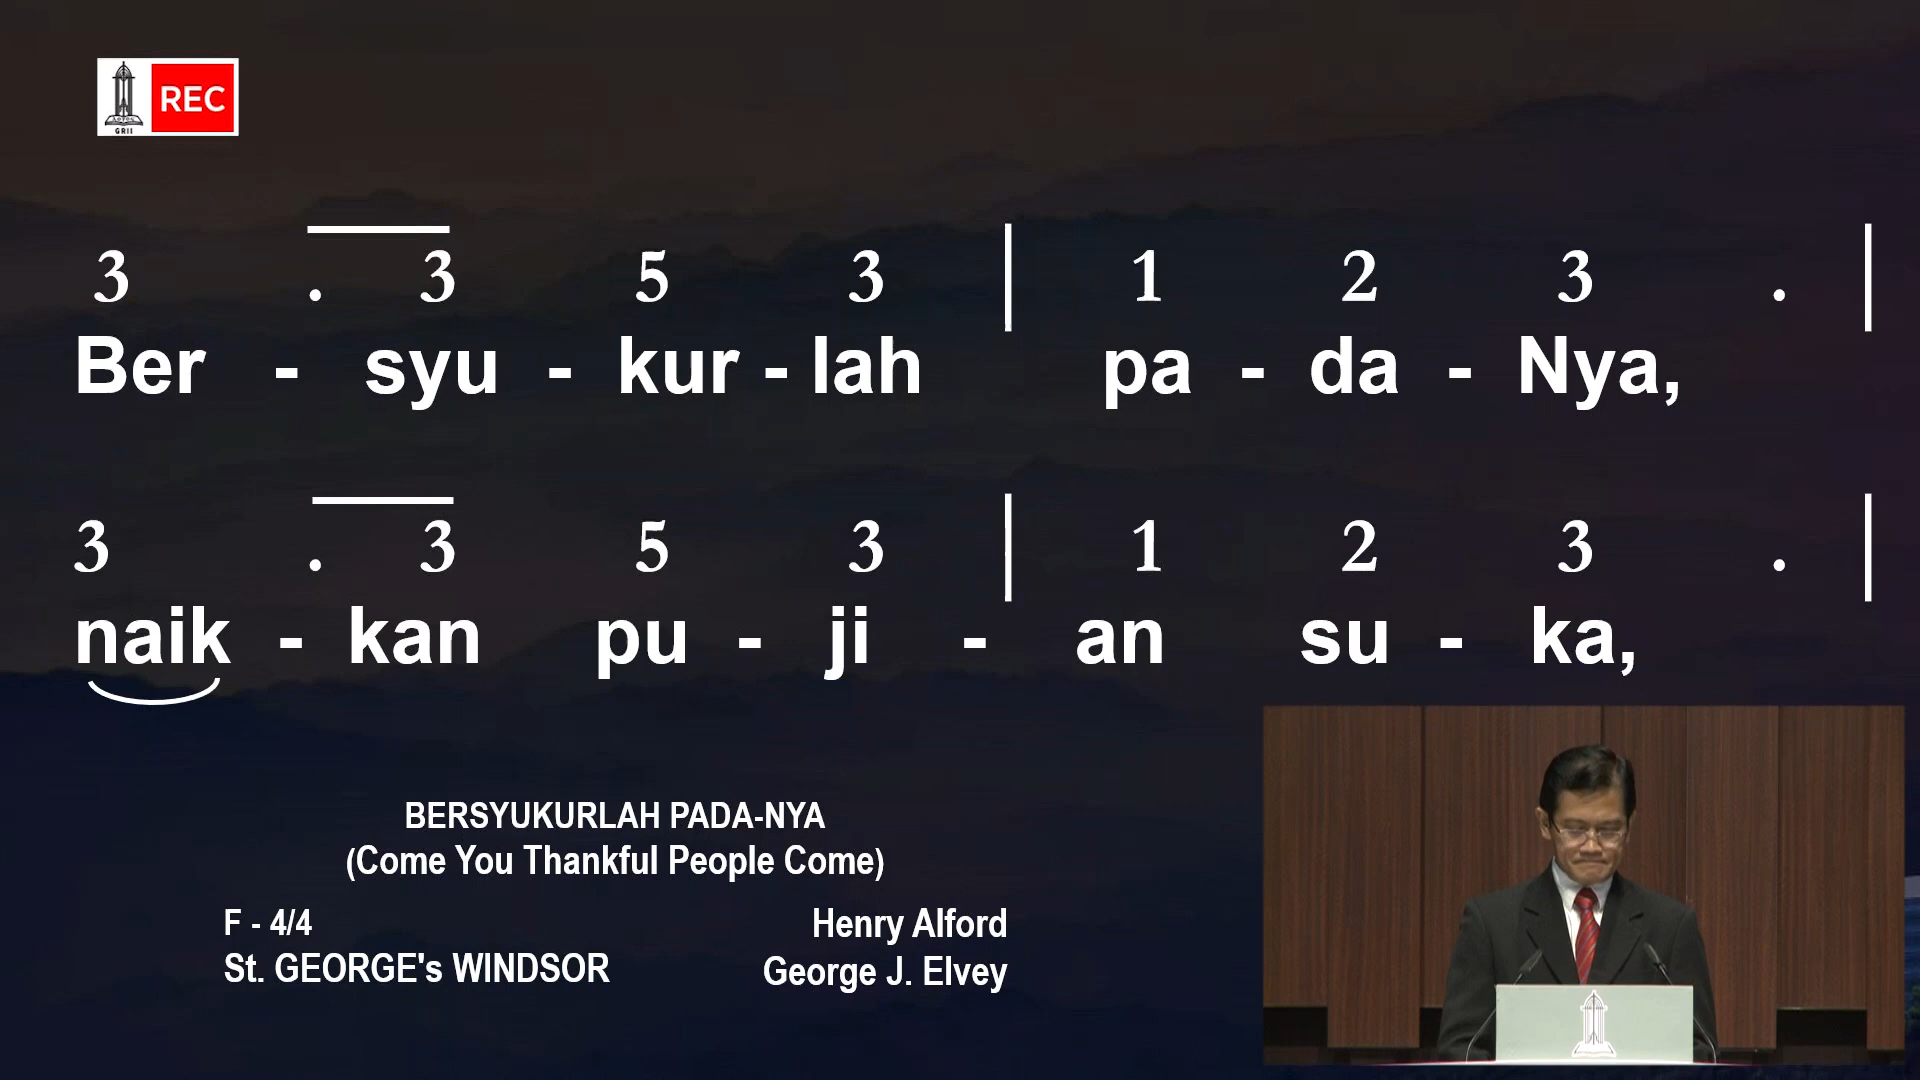 GRII
REC
3 . 3 5 3 | 1 2 3 . |
Ber - syu - kur - lah pa - da - Nya,
3 . 3 5 3 | 1 2 3 . |
naik - kan pu - ji - an su - ka,
BERSYUKURLAH PADA-NYA
(Come You Thankful People Come)
F - 4/4
Henry Alford
St. GEORGE's WINDSOR
George J. Elvey